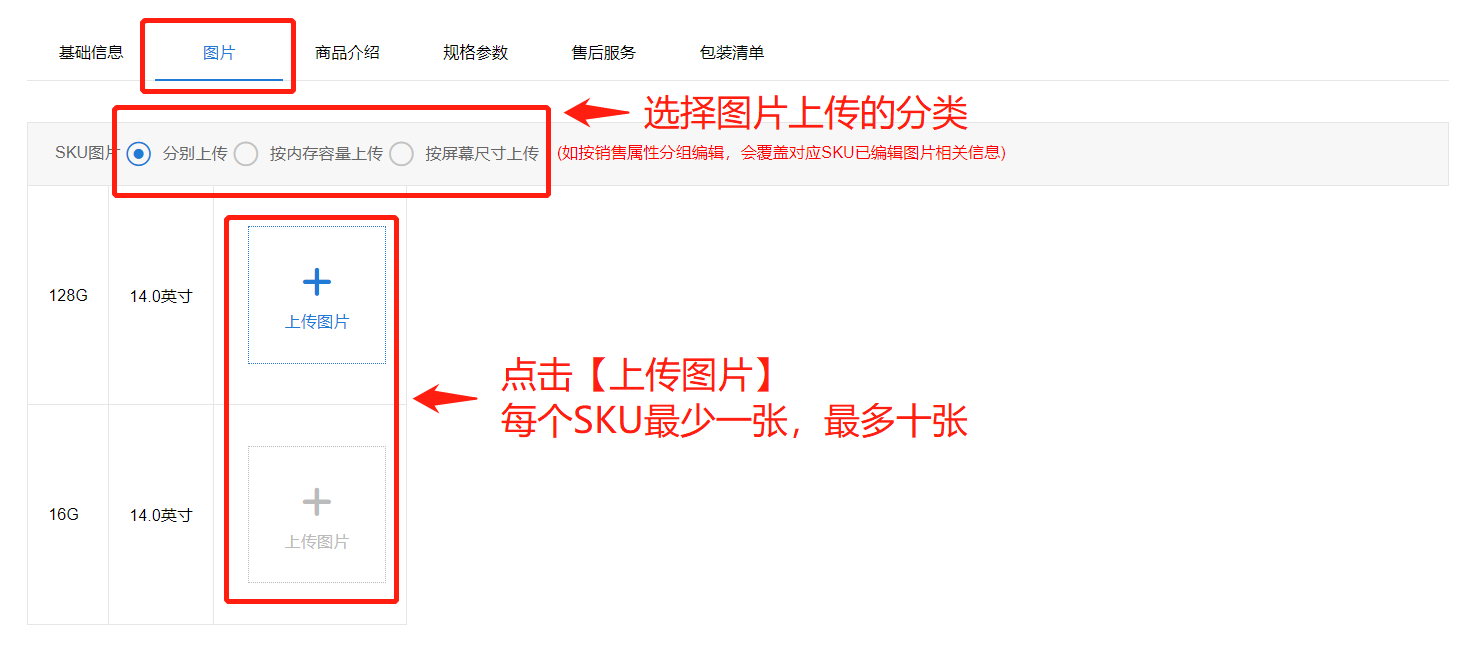 基础信息 图片 商品介绍 规格参数 售后服务 包装清单
选择图片上传的分类
SKU图片 分别上传 按内存容量上传 按屏幕尺寸上传 (如按销售属性分组编辑，会覆盖对应SKU已编辑图片相关信息)
128G 14.0英寸
上传图片
点击【上传图片】
每个SKU最少一张，最多十张
16G 14.0英寸
上传图片